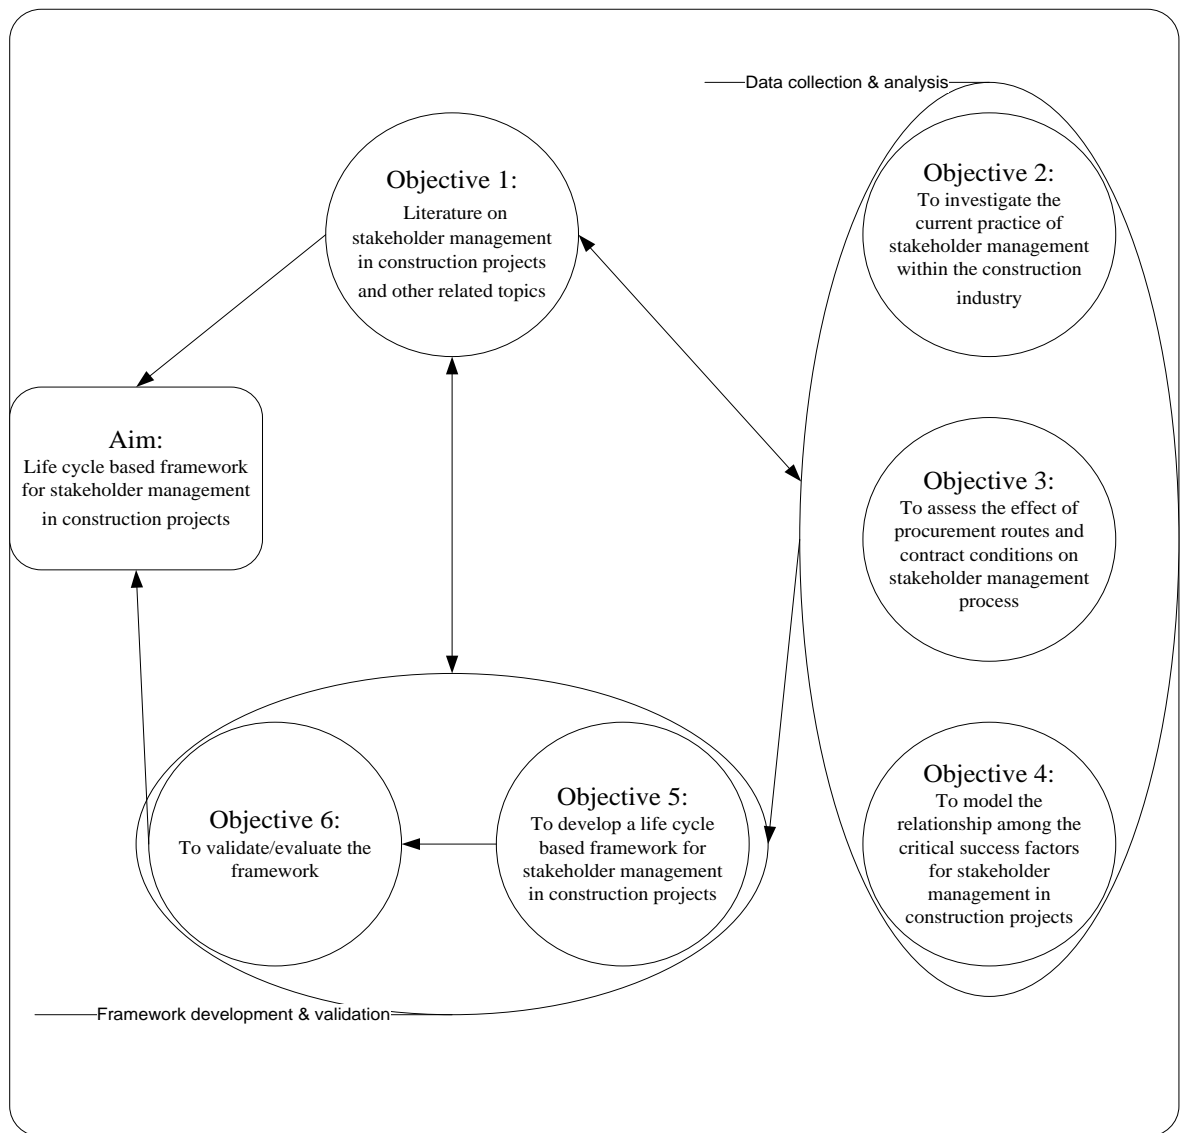 Data collection & analysis
Objective 1:
Literature on
stakeholder management
in construction projects
and other related topics
Objective 2:
To investigate the
current practice of
stakeholder management
within the construction
industry
Aim:
Life cycle based framework
for stakeholder management
in construction projects
Objective 3:
To assess the effect of
procurement routes and
contract conditions on
stakeholder management
process
Objective 6:
To validate/evaluate the
framework
Objective 5:
To develop a life cycle
based framework for
stakeholder management
in construction projects
Objective 4:
To model the
relationship among the
critical success factors
for stakeholder
management in
construction projects
Framework development & validation